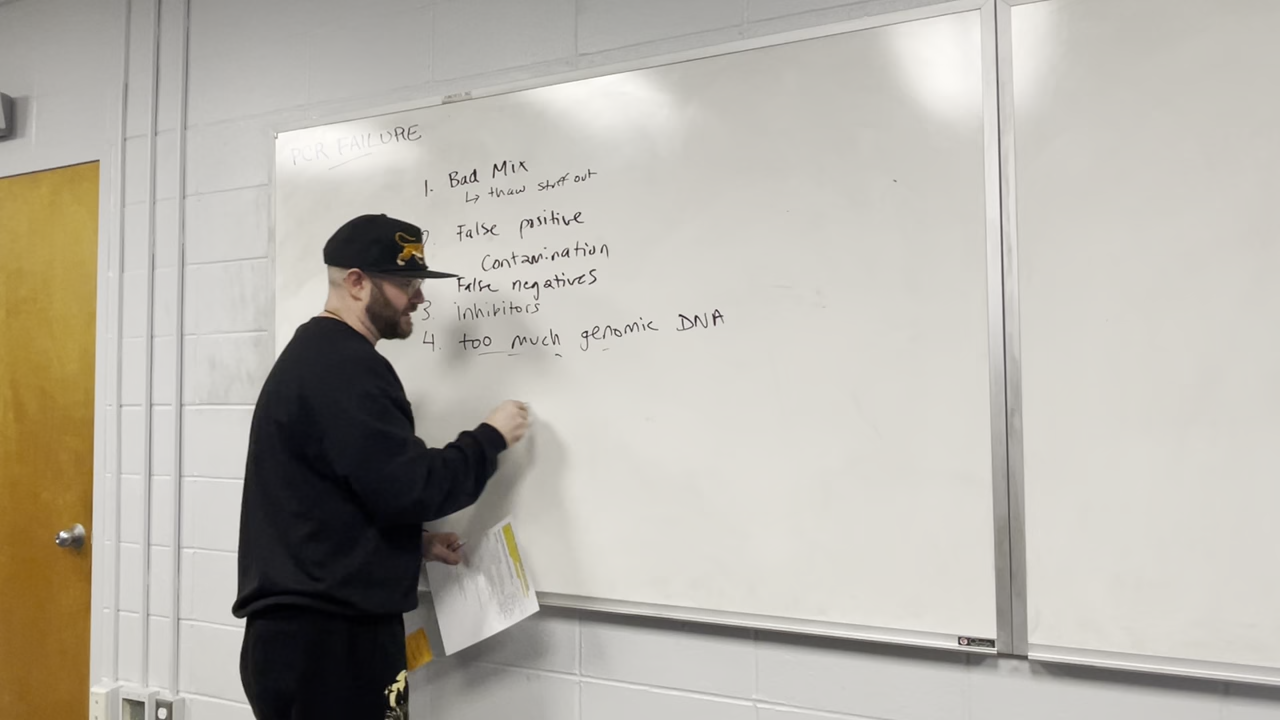 PCR FAILURE
1. Bad Mix
↳ thaw stuff out
2. False positive
Contamination
False negatives
3. inhibitors
4. too much genomic DNA